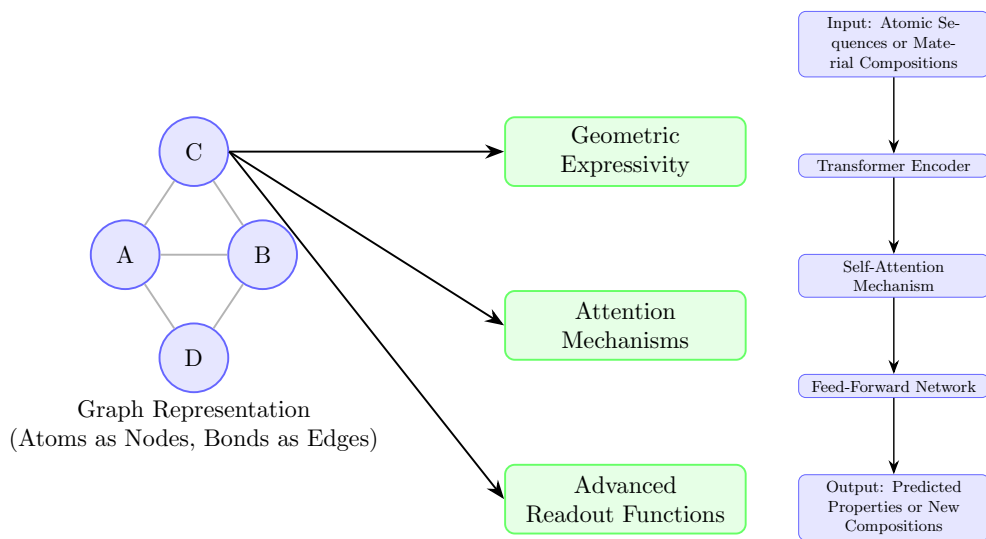 C
A
B
D
Graph Representation
(Atoms as Nodes, Bonds as Edges)
Geometric
Expressivity
Attention
Mechanisms
Advanced
Readout Functions
Input: Atomic Se-
quences or Mate-
rial Compositions
Transformer Encoder
Self-Attention
Mechanism
Feed-Forward Network
Output: Predicted
Properties or New
Compositions